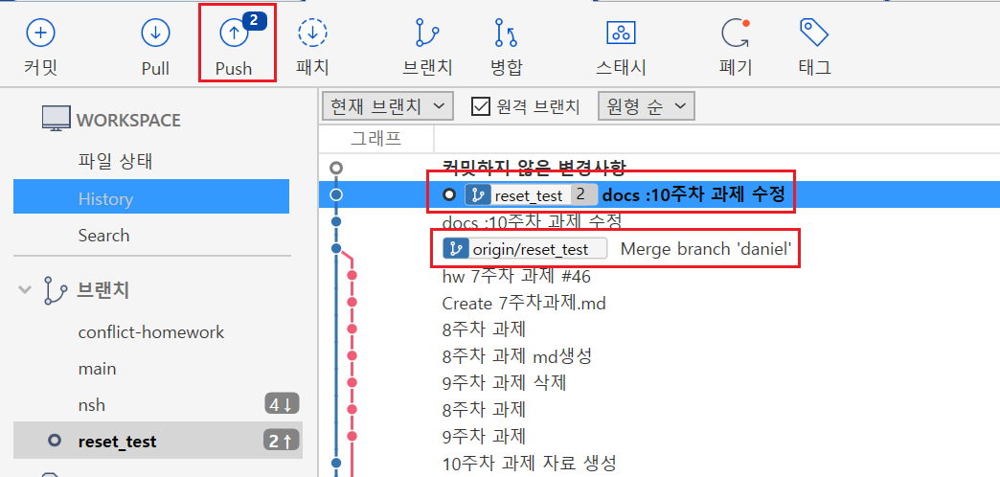 2
커밋 Pull Push 패치 브랜치 병합 스태시 폐기 태그
WORKSPACE
파일 상태
History
Search
브랜치
conflict-homework
main
nsh 4↓
reset_test 2↑
현재 브랜치 원격 브랜치 원형 순
그래프
커밋하지 않은 변경사항
reset_test 2 docs :10주차 과제 수정
docs :10주차 과제 수정
origin/reset_test Merge branch 'daniel'
hw 7주차 과제 #46
Create 7주차과제.md
8주차 과제
8주차 과제 md생성
9주차 과제 삭제
8주차 과제
9주차 과제
10주차 과제 자료 생성